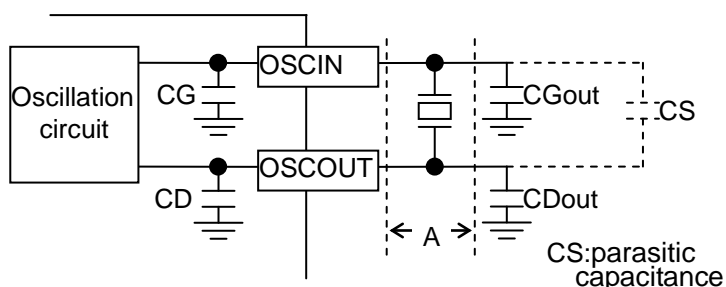 Oscillation
circuit
CG
CD
OSCIN
OSCOUT
A
CGout
CDout
CS
CS:parasitic
capacitance